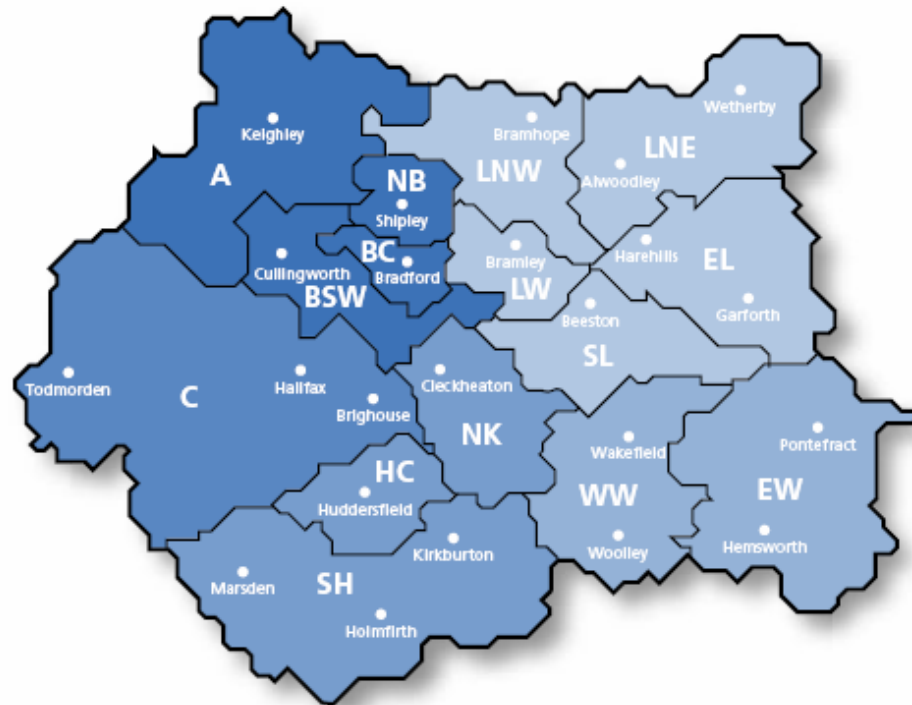 Wetherby
Keighley
Bramhope
LNE
A
LNW
Alwoodley
NB
Shipley
Cullingworth
BC
Bradford
Bramley
Harehills
EL
BSW
LW
Beeston
Garforth
SL
Todmorden
C
Halifax
Cleckheaton
Brighouse
NK
Wakefield
Pontefract
HC
Huddersfield
WW
EW
Kirkburton
Woolley
Hemsworth
Marsden
SH
Holmfirth